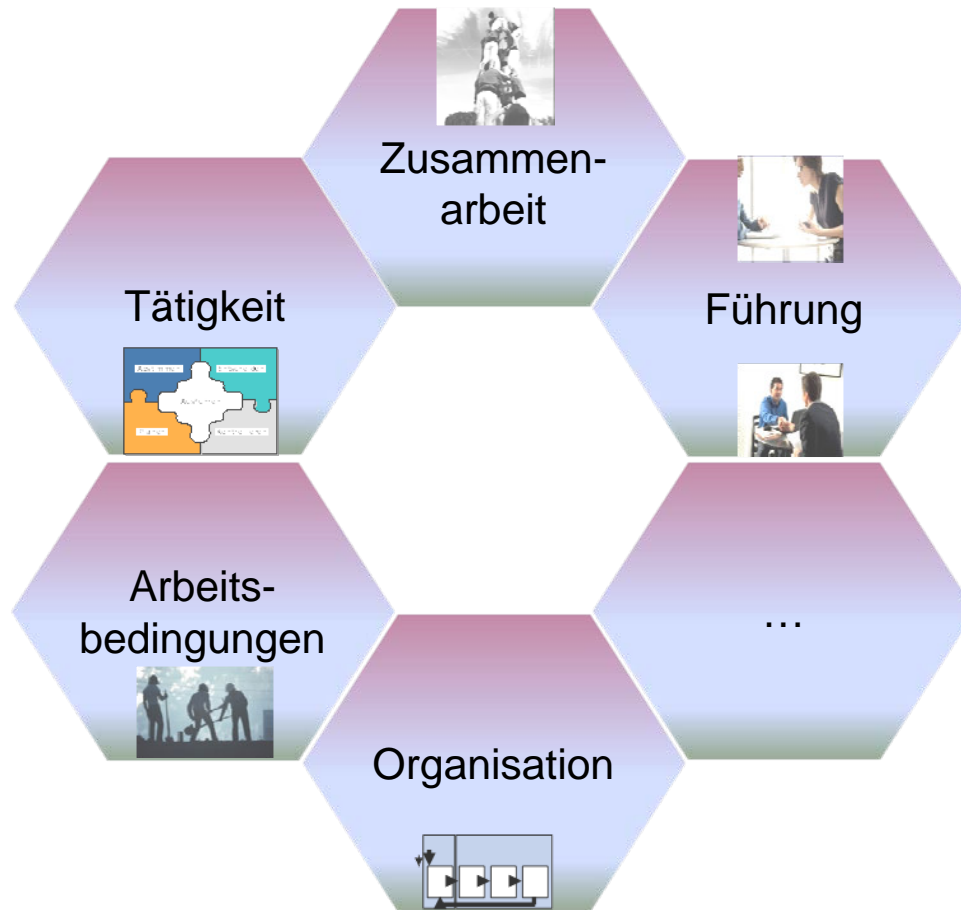 Zusammen-
arbeit
Tätigkeit
Führung
Arbeits-
bedingungen
…
Organisation